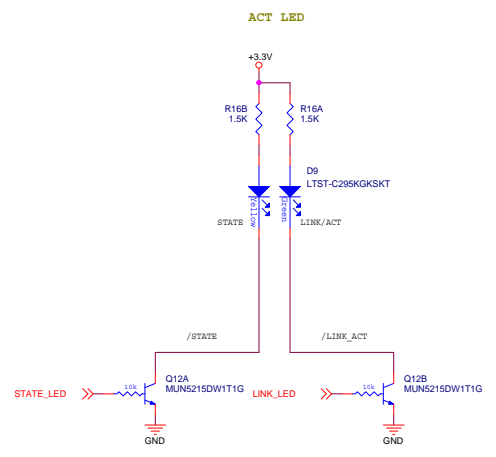 ACT LED
+3.3V
R16B
1.5K
R16A
1.5K
D9
LTST-C295KGKSKT
Yellow
Green
STATE
LINK/ACT
/STATE
/LINK_ACT
Q12A
MUN5215DW1T1G
10k
STATE_LED
GND
Q12B
MUN5215DW1T1G
10k
LINK_LED
GND